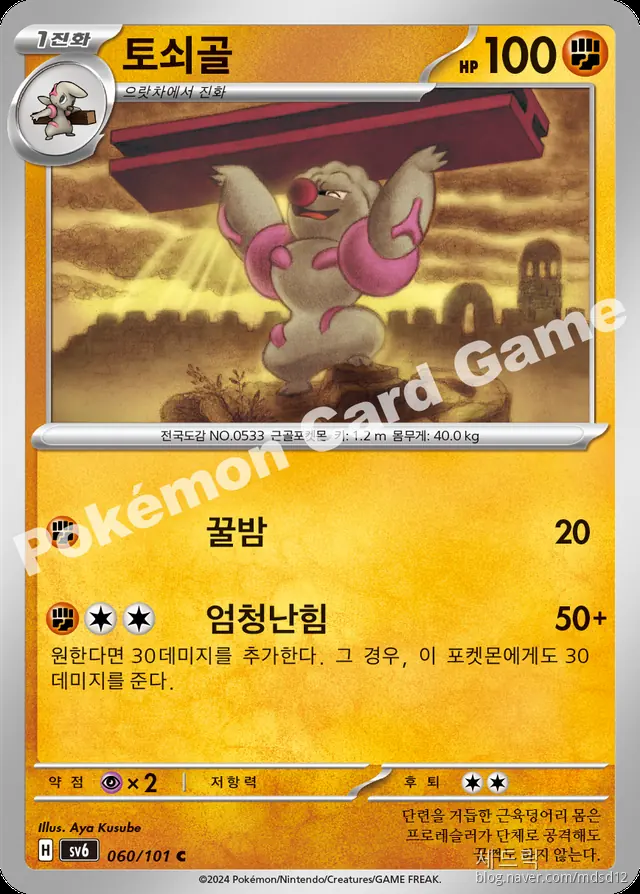 1진화
토쇠골
HP 100
으랏차에서 진화
Pokémon Card Game
전국도감 NO.0533 근골포켓몬 키: 1.2 m 몸무게: 40.0 kg
꿀밤 20
엄청난힘 50+
원한다면 30데미지를 추가한다. 그 경우, 이 포켓몬에게도 30
데미지를 준다.
약점 ×2 저항력 후퇴
Illus. Aya Kusube
H sv6 060/101 C
단련을 거듭한 근육덩어리 몸은
프로레슬러가 단체로 공격해도
않는다.
blog.naver.com/mdsd12
©2024 Pokémon/Nintendo/Creatures/GAME FREAK.